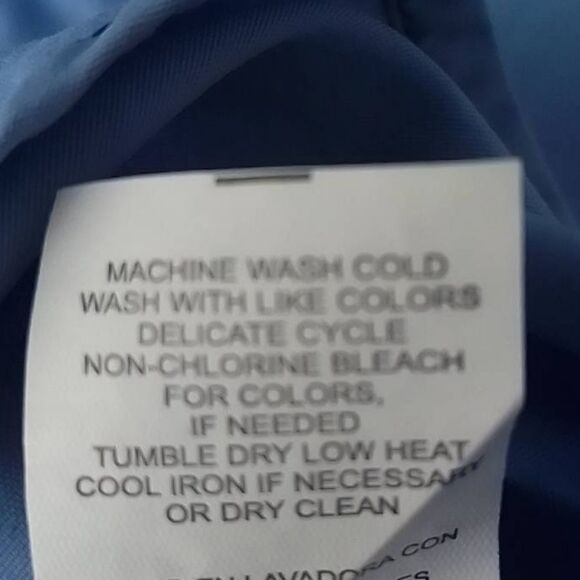 MACHINE WASH COLD
WASH WITH LIKE COLORS
DELICATE CYCLE
NON-CHLORINE BLEACH
FOR COLORS,
IF NEEDED
TUMBLE DRY LOW HEAT
COOL IRON IF NECESSARY
OR DRY CLEAN
LAVADORA CON